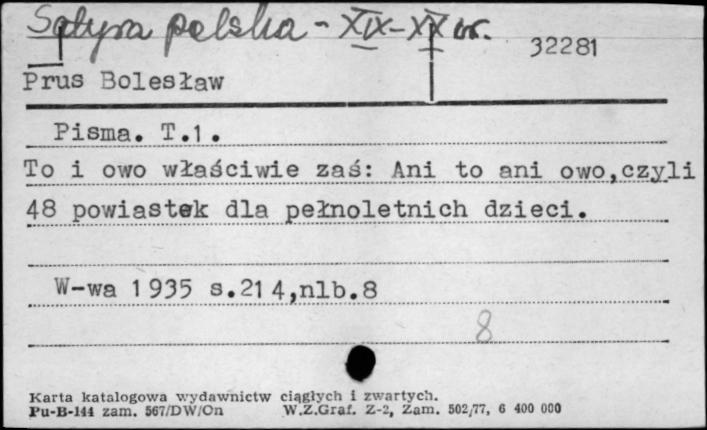 Satyra polska - XIX-XX w.
32281
Prus Bolesław
Pisma. T.1.
To i owo właściwie zaś: Ani to ani owo,czyli
48 powiastek dla pełnoletnich dzieci.
W-wa 1935 s.214,nlb.8
8
Karta katalogowa wydawnictw ciągłych i zwartych.
Pu-B-144 zam. 567/DW/On W.Z.Graf. Z-2, Zam. 502/77, 6 400 000